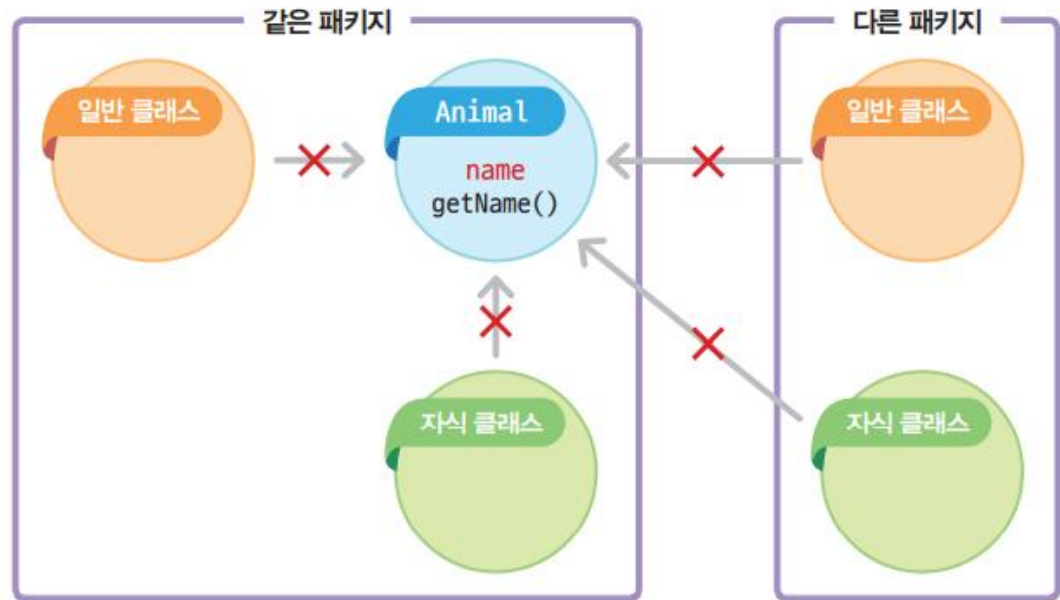 같은 패키지
다른 패키지
일반 클래스
Animal
name
getName()
일반 클래스
자식 클래스
자식 클래스